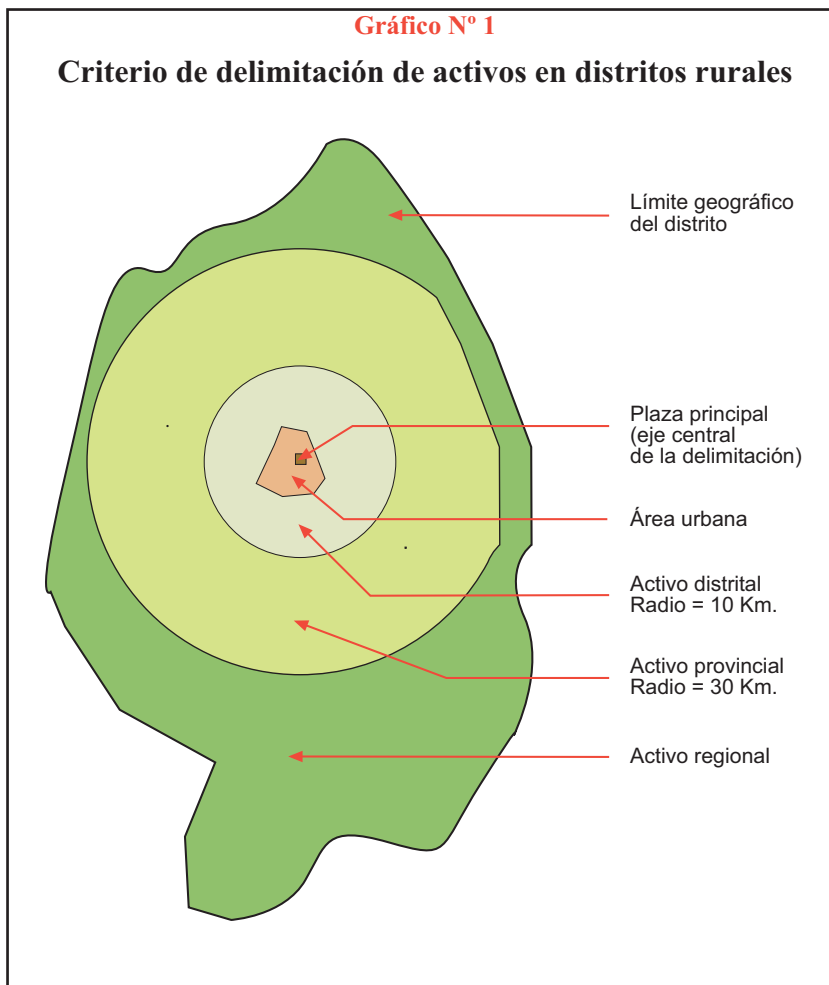 Gráfico Nº 1
Criterio de delimitación de activos en distritos rurales
Límite geográfico
del distrito
Plaza principal
(eje central
de la delimitación)
Área urbana
Activo distrital
Radio = 10 Km.
Activo provincial
Radio = 30 Km.
Activo regional